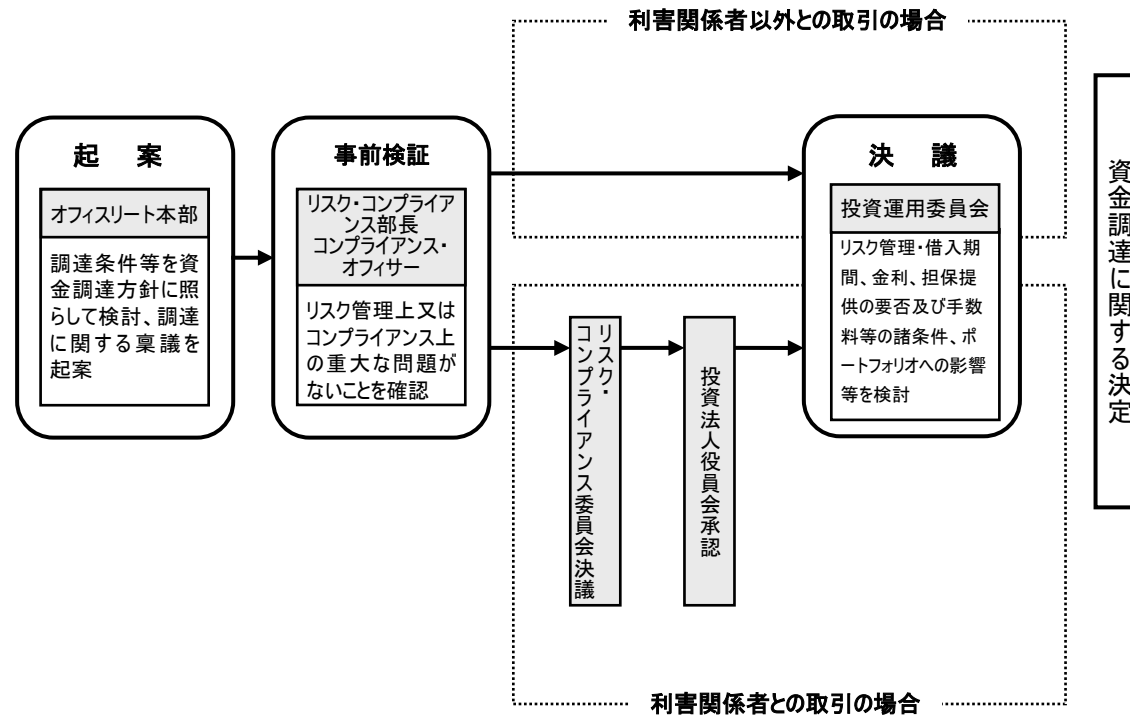 利害関係者以外との取引の場合
起　案
オフィスリート本部
調達条件等を資
金調達方針に照
らして検討、調達
に関する稟議を
起案
事前検証
リスク・コンプライア
ンス部長
コンプライアンス・
オフィサー
リスク管理上又は
コンプライアンス上
の重大な問題が
ないことを確認
リスク・
コンプライアンス委員会決議
投資法人役員会承認
決　議
投資運用委員会
リスク管理・借入期
間、金利、担保提
供の要否及び手数
料等の諸条件、ポ
ートフォリオへの影響
等を検討
資金調達に関する決定
利害関係者との取引の場合